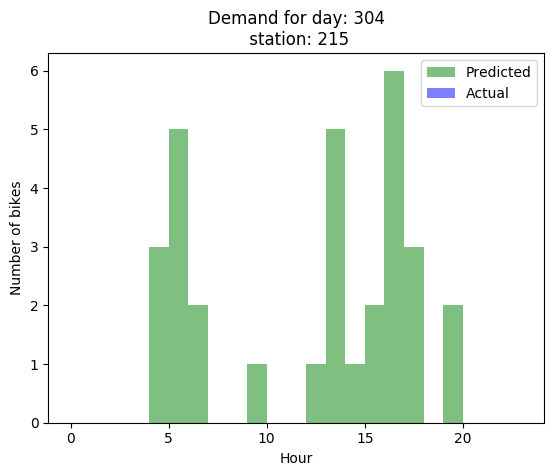 Demand for day: 304
station: 215
Predicted
Actual
Number of bikes
6
5
4
3
2
1
0
0
5
10
15
20
Hour